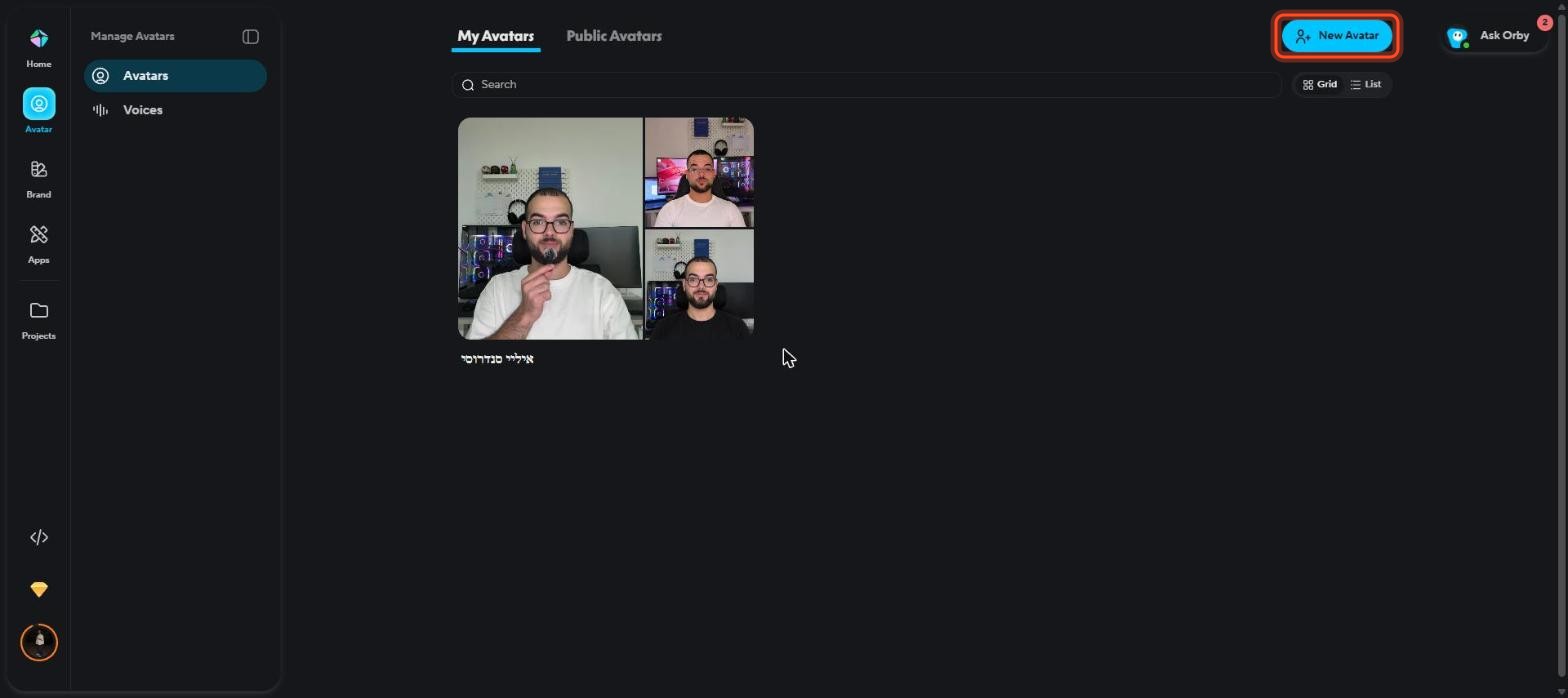 Manage Avatars
Avatars
Voices
Home
Avatar
Brand
Apps
Projects
My Avatars
Public Avatars
New Avatar
Ask Orby
2
Search
Grid
List
איליי סנדרוסי